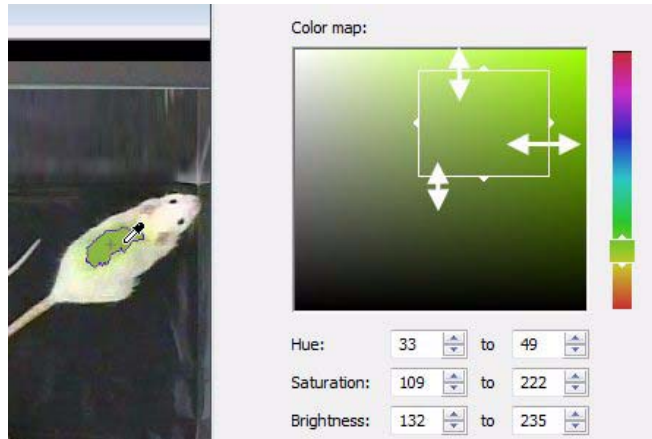 Color map:
Hue: 33 to 49
Saturation: 109 to 222
Brightness: 132 to 235